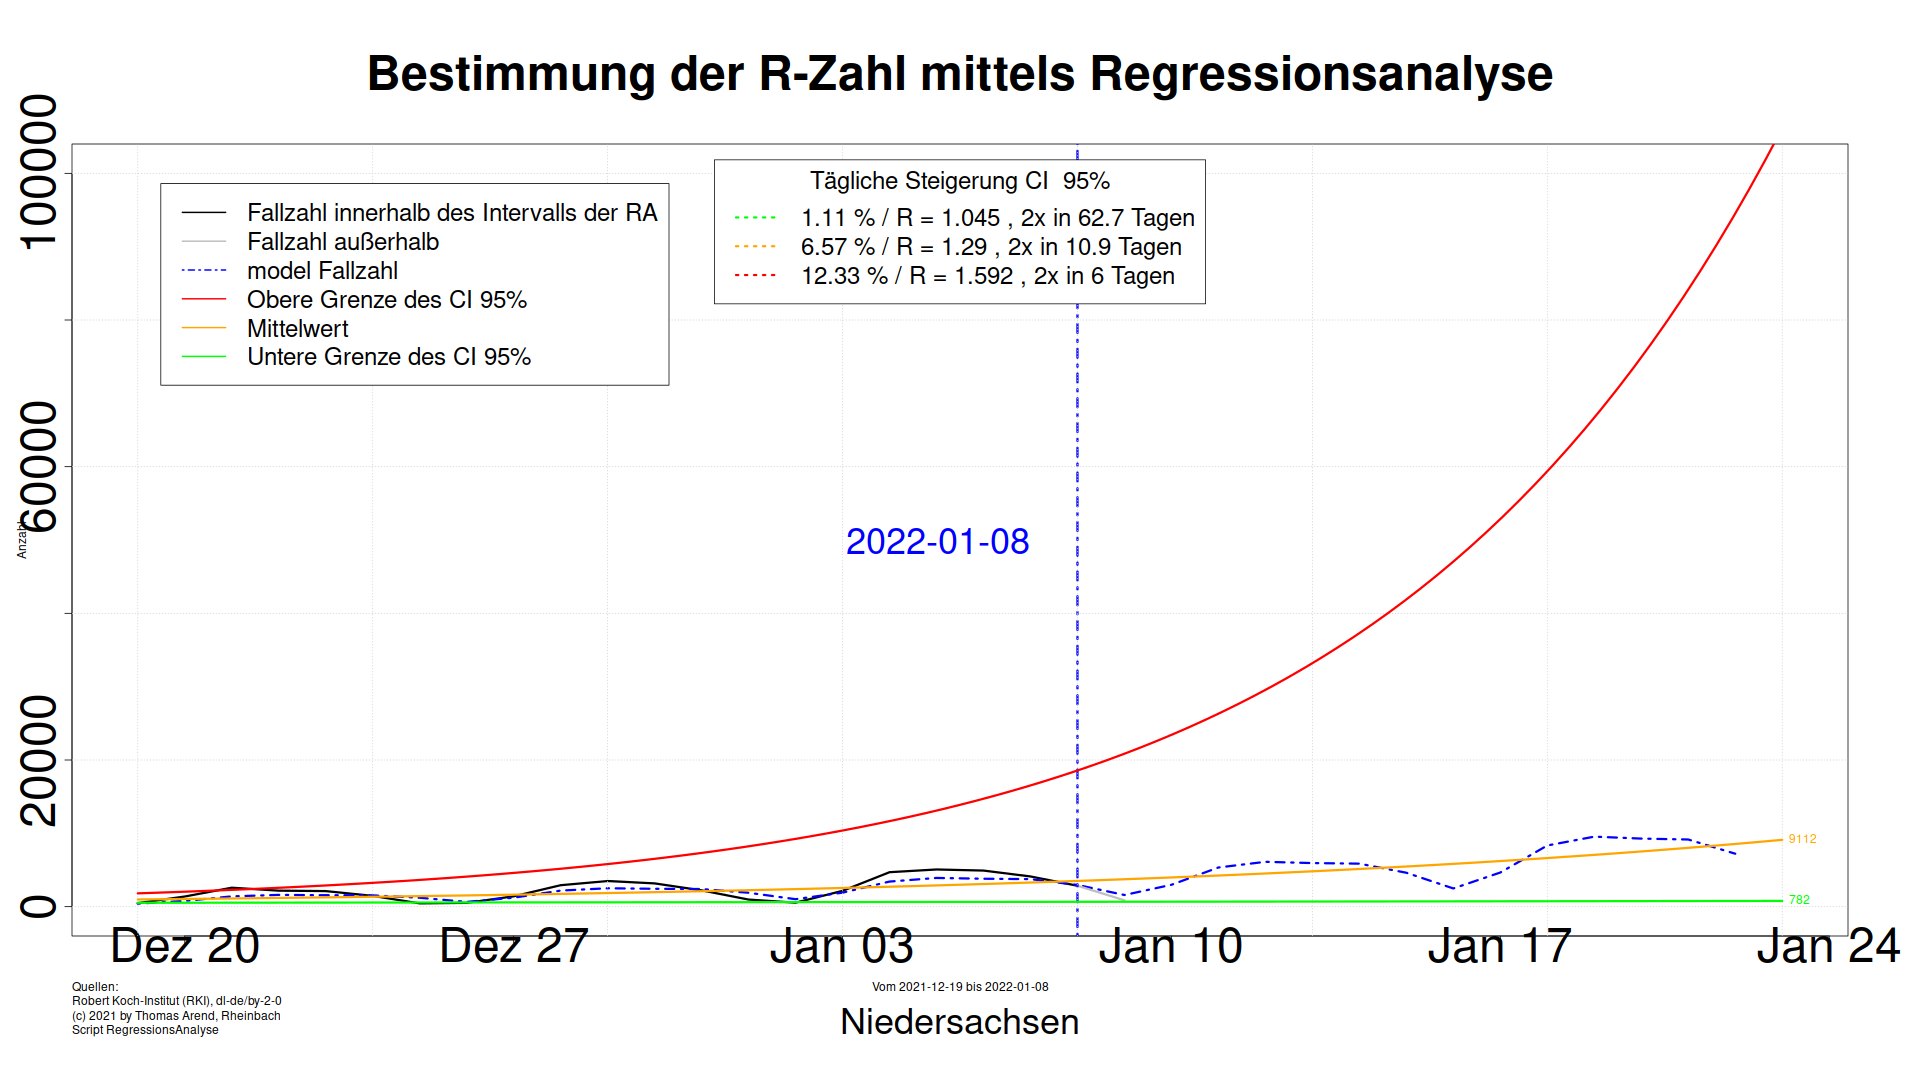 Bestimmung der R-Zahl mittels Regressionsanalyse
Anzahl
100000
60000
20000
0
Fallzahl innerhalb des Intervalls der RA
Fallzahl außerhalb
model Fallzahl
Obere Grenze des CI 95%
Mittelwert
Untere Grenze des CI 95%
Tägliche Steigerung CI  95%
1.11 % / R = 1.045 , 2x in 62.7 Tagen
6.57 % / R = 1.29 , 2x in 10.9 Tagen
12.33 % / R = 1.592 , 2x in 6 Tagen
2022-01-08
9112
782
Dez 20 Dez 27 Jan 03 Jan 10 Jan 17 Jan 24
Quellen:
Robert Koch-Institut (RKI), dl-de/by-2-0
(c) 2021 by Thomas Arend, Rheinbach
Script RegressionsAnalyse
Vom 2021-12-19 bis 2022-01-08
Niedersachsen